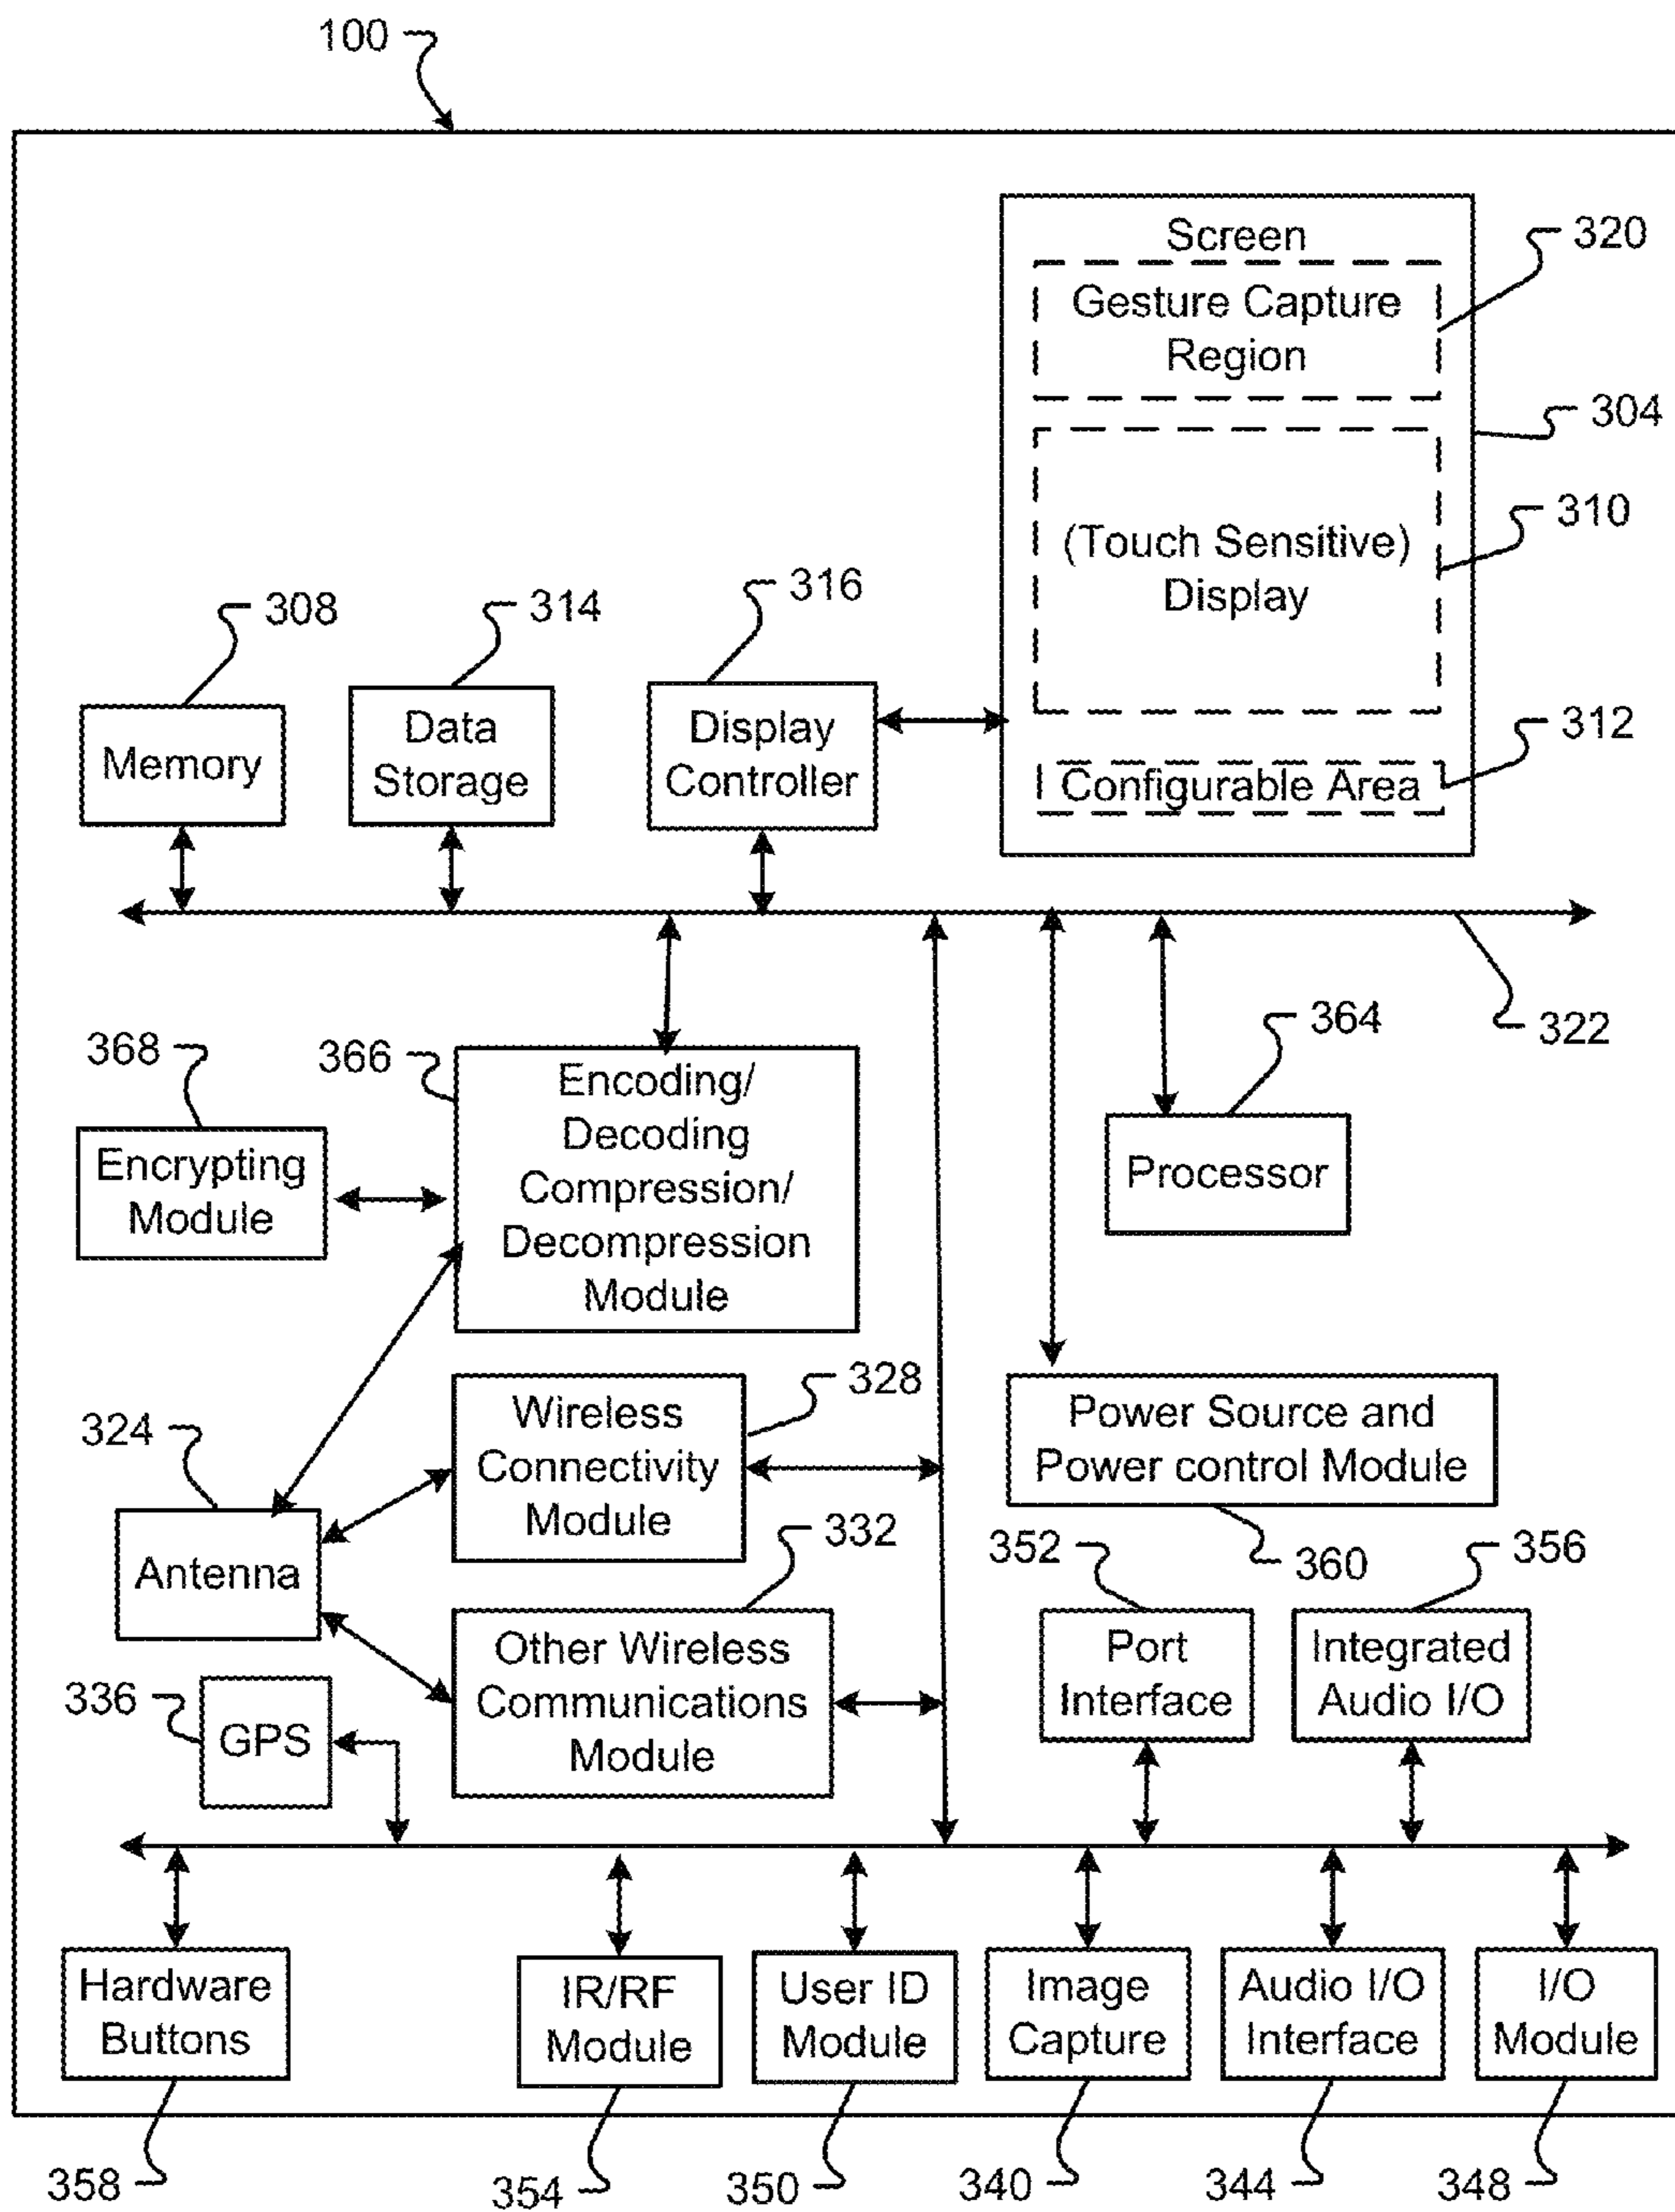 100
Screen
320
Gesture Capture
Region
304
310
(Touch Sensitive)
Display
316
308
314
312
Memory
Data
Storage
Display
Controller
Configurable Area
322
368
366
364
Encoding/
Decoding
Compression/
Decompression
Module
Encrypting
Module
Processor
328
324
Wireless
Connectivity
Module
Power Source and
Power control Module
332
352
360
356
Antenna
336
GPS
Other Wireless
Communications
Module
Port
Interface
Integrated
Audio I/O
Hardware
Buttons
IR/RF
Module
User ID
Module
Image
Capture
Audio I/O
Interface
I/O
Module
358
354
350
340
344
348